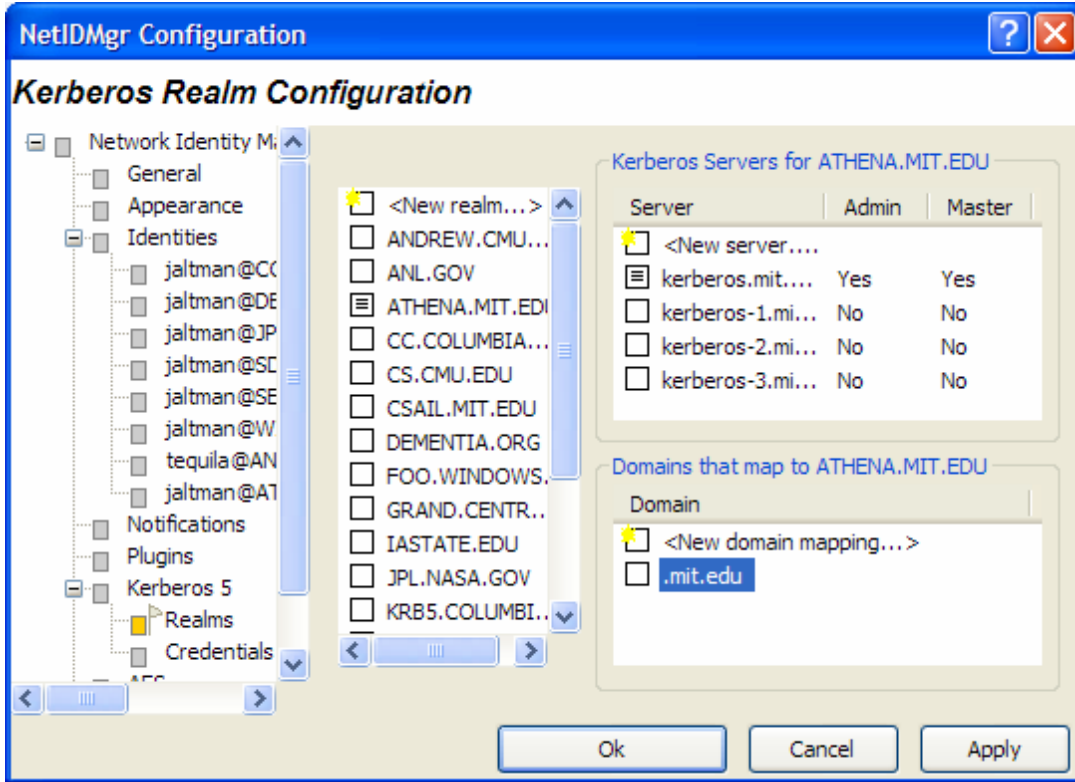 NetIDMgr Configuration
Kerberos Realm Configuration
Network Identity Ma
General
Appearance
Identities
jaltman@CC
jaltman@DE
jaltman@JP
jaltman@SD
jaltman@SE
jaltman@W
tequila@AN
jaltman@AT
Notifications
Plugins
Kerberos 5
Realms
Credentials
AFS
<New realm...>
ANDREW.CMU...
ANL.GOV
ATHENA.MIT.EDU
CC.COLUMBIA...
CS.CMU.EDU
CSAIL.MIT.EDU
DEMENTIA.ORG
FOO.WINDOWS.
GRAND.CENTR..
IASTATE.EDU
JPL.NASA.GOV
KRB5.COLUMBI..
Kerberos Servers for ATHENA.MIT.EDU
Server Admin Master
<New server....
kerberos.mit.... Yes Yes
kerberos-1.mi... No No
kerberos-2.mi... No No
kerberos-3.mi... No No
Domains that map to ATHENA.MIT.EDU
Domain
<New domain mapping...>
.mit.edu
Ok Cancel Apply